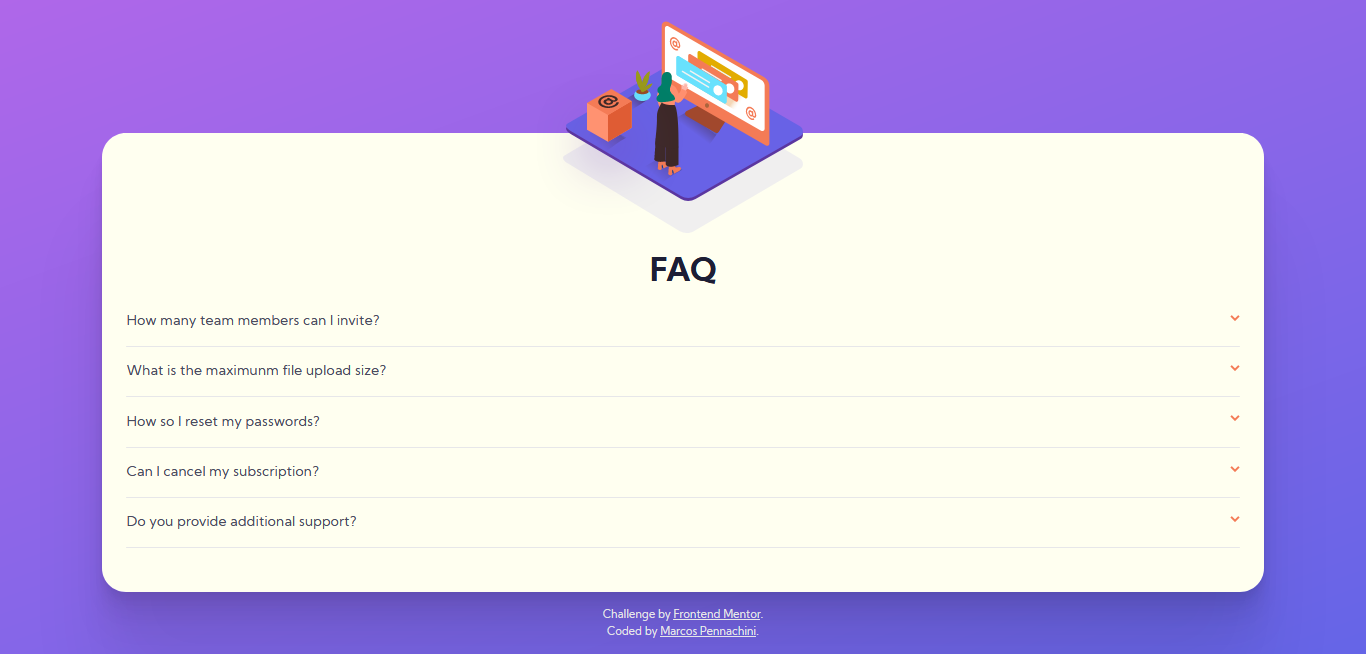 FAQ
How many team members can I invite?
What is the maximunm file upload size?
How so I reset my passwords?
Can I cancel my subscription?
Do you provide additional support?
Challenge by Frontend Mentor.
Coded by Marcos Pennachini.